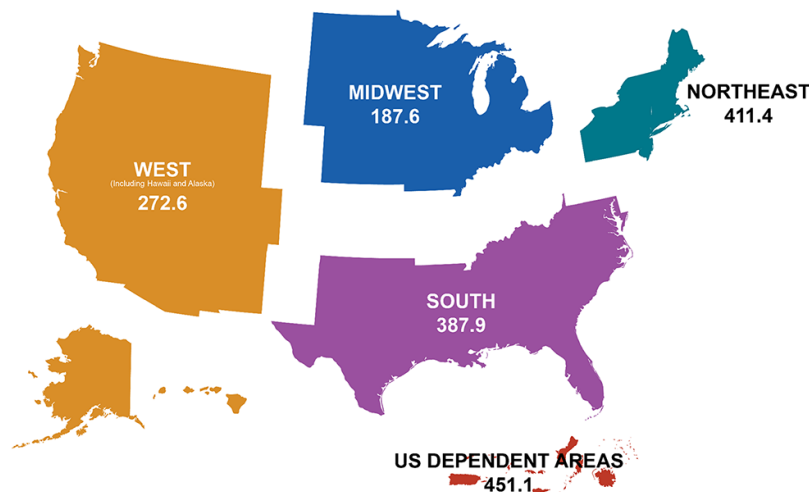 MIDWEST
187.6
NORTHEAST
411.4
WEST
(Including Hawaii and Alaska)
272.6
SOUTH
387.9
US DEPENDENT AREAS
451.1